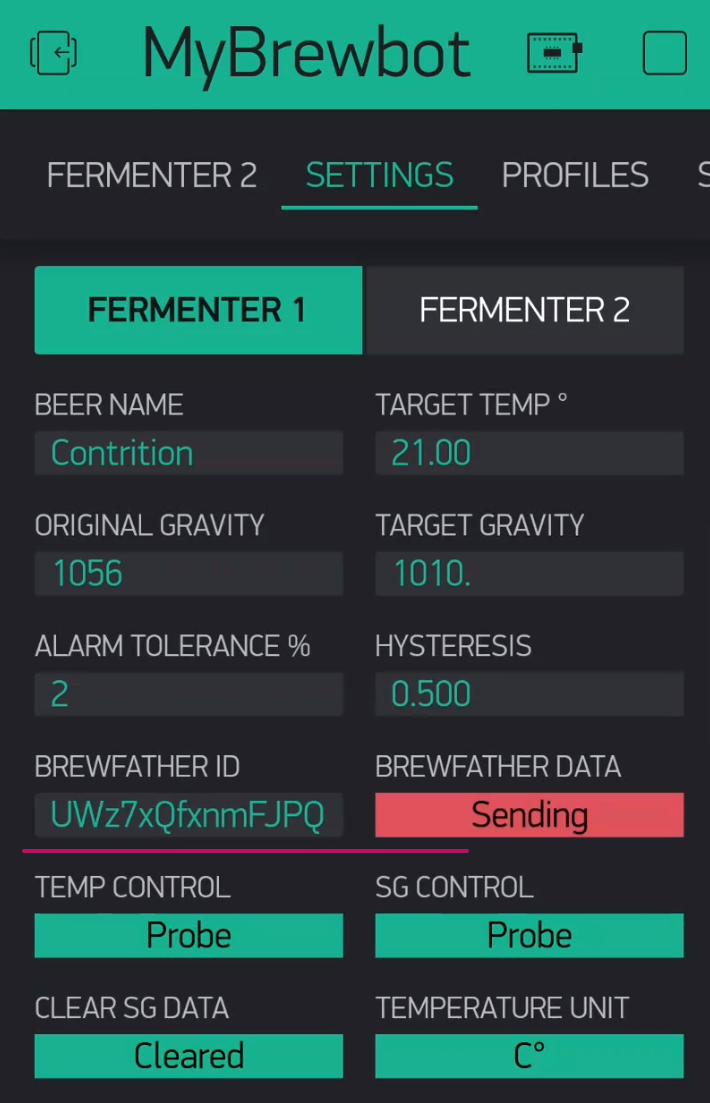 MyBrewbot
FERMENTER 2 SETTINGS PROFILES S
FERMENTER 1 FERMENTER 2
BEER NAME TARGET TEMP °
Contrition 21.00
ORIGINAL GRAVITY TARGET GRAVITY
1056 1010.
ALARM TOLERANCE % HYSTERESIS
2 0.500
BREWFATHER ID BREWFATHER DATA
UWz7xQfxnmFJPQ Sending
TEMP CONTROL SG CONTROL
Probe Probe
CLEAR SG DATA TEMPERATURE UNIT
Cleared C°